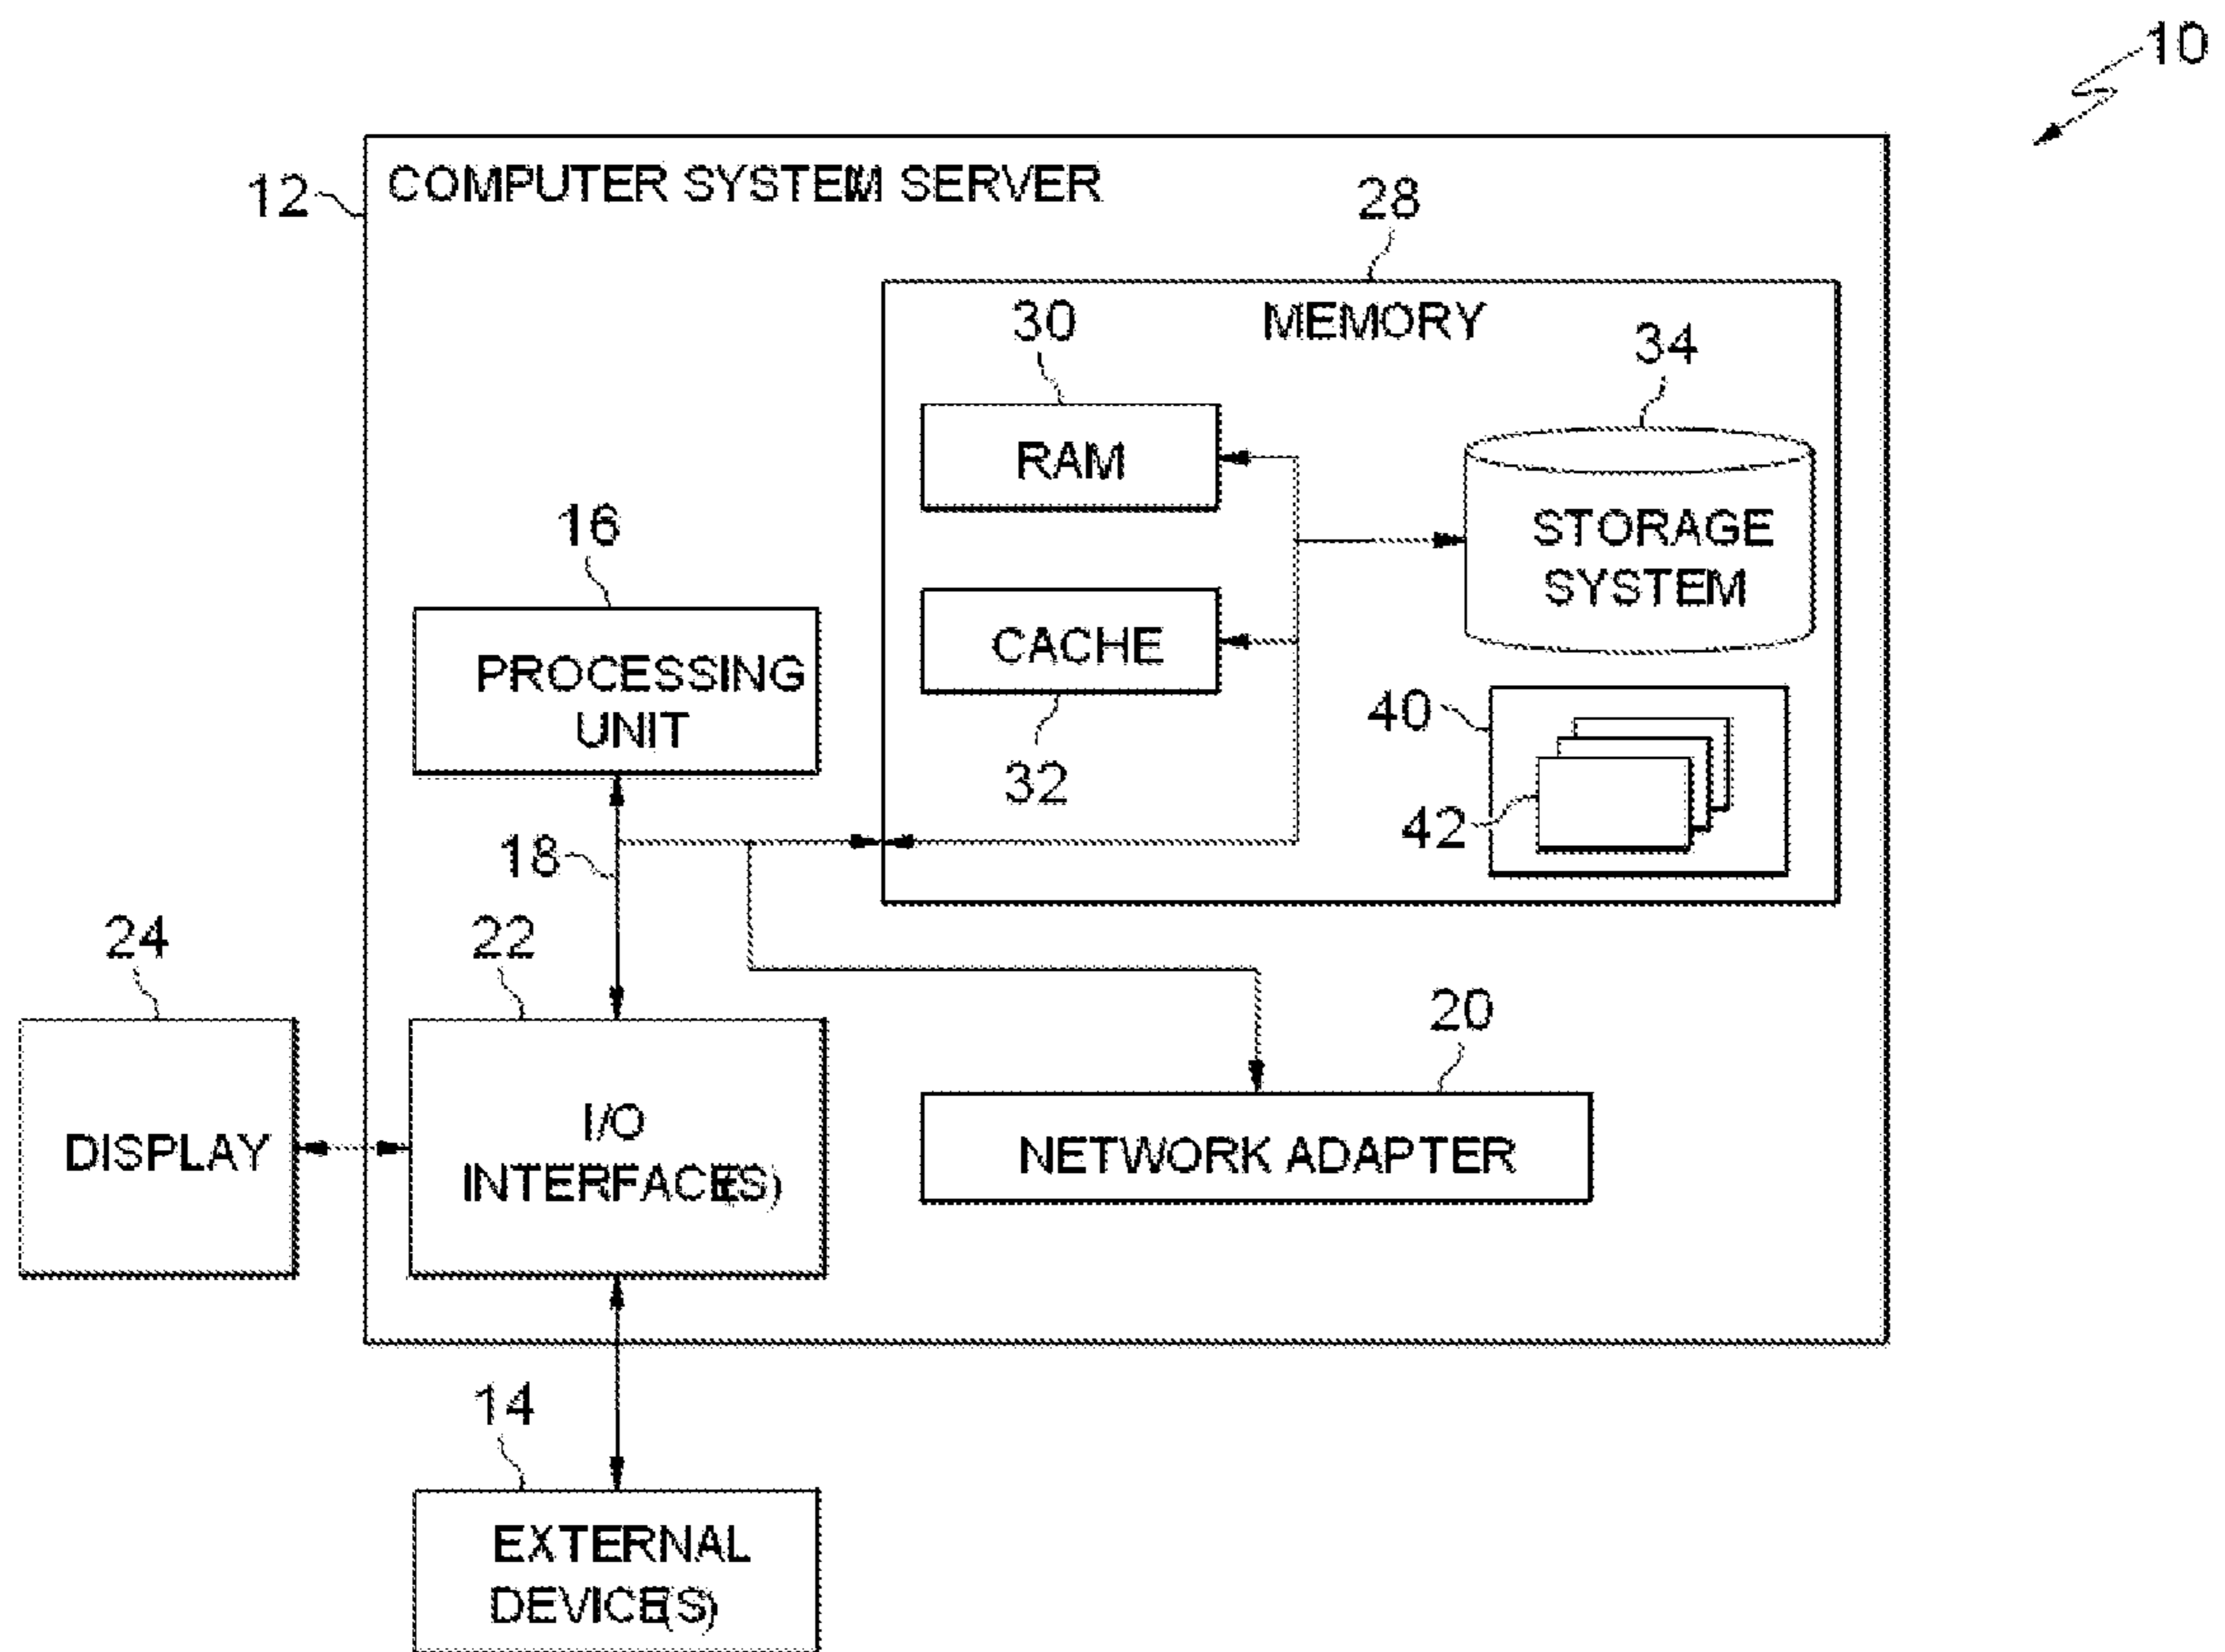 10
12
COMPUTER SYSTEM SERVER
28
MEMORY
30
34
RAM
STORAGE
SYSTEM
16
PROCESSING
UNIT
CACHE
32
40
42
18
24
22
20
DISPLAY
I/O
INTERFACE(S)
NETWORK ADAPTER
14
EXTERNAL
DEVICE(S)